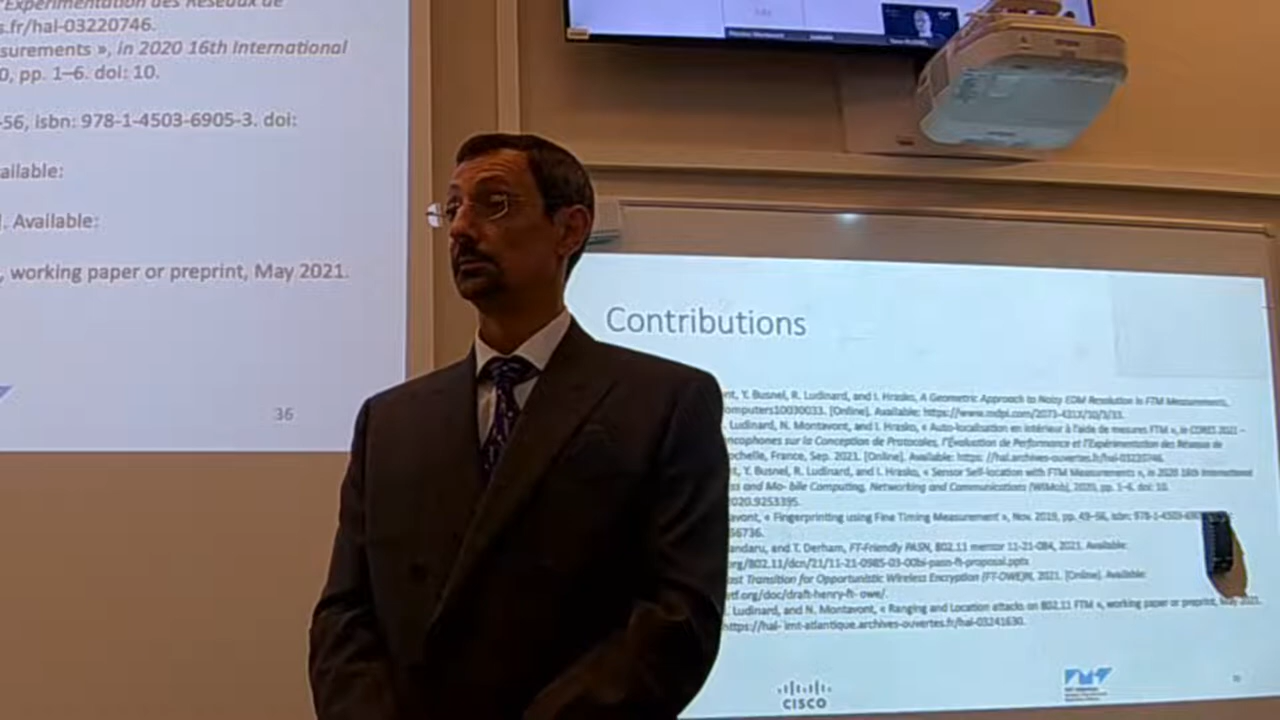 Expérimentation des Réseaux de
s.fr/hal-03220746.
surements », in 2020 16th International
0, pp. 1–6. doi: 10.
-56, isbn: 978-1-4503-6905-3. doi:
ailable:
]. Available:
, working paper or preprint, May 2021.
36
Contributions
nt, Y. Busnel, R. Ludinard, and J. Hrasko, A Geometric Approach to Noisy EDM Resolution in FTM Measurements,
omputers10030033. [Online]. Available: https://www.mdpi.com/2073-431X/10/3/33.
. Ludinard, N. Montavont, and J. Hrasko, « Auto-localisation en intérieur à l'aide de mesures FTM », in CORES 2021 –
ncophones sur la Conception de Protocoles, l'Évaluation de Performance et l'Expérimentation des Réseaux de
ochelle, France, Sep. 2021. [Online]. Available: https: //hal.archives-ouvertes.fr/hal-03220746.
nt, Y. Busnel, R. Ludinard, and J. Hrasko, « Sensor Self-location with FTM Measurements », in 2020 16th International
ss and Mo- bile Computing, Networking and Communications (WiMob), 2020, pp. 1–6. doi: 10.
020.9253395.
avont, « Fingerprinting using Fine Timing Measurement », Nov. 2019, pp. 49–56, isbn: 978-1-4503-
56736.
andaru, and T. Derham, FT-Friendly PASN, 802.11 mentor 11-21-084, 2021. Available:
org/802.11/dcn/21/11-21-0985-03-00bi-pasn-ft-proposal.pptx
ast Transition for Opportunistic Wireless Encryption (FT-OWE)N, 2021. [Online]. Available:
etf.org/doc/draft-henry-ft- owe/.
. Ludinard, and N. Montavont, « Ranging and Location attacks on 802.11 FTM », working paper or preprint, May 2021.
https://hal- imt-atlantique.archives-ouvertes.fr/hal-03241630.
CISCO